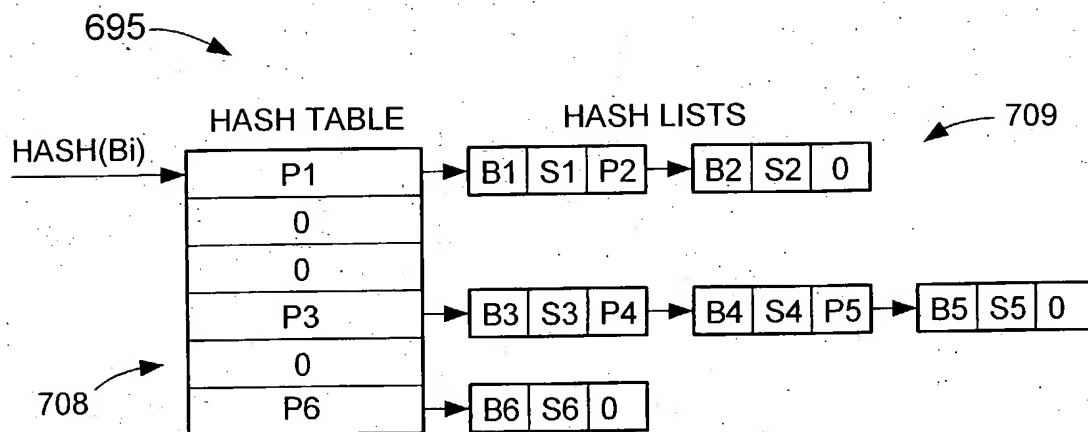 695
HASH TABLE HASH LISTS 709
HASH(Bi)
P1 B1 S1 P2 B2 S2 0
0
0
P3 B3 S3 P4 B4 S4 P5 B5 S5 0
0
708
P6 B6 S6 0